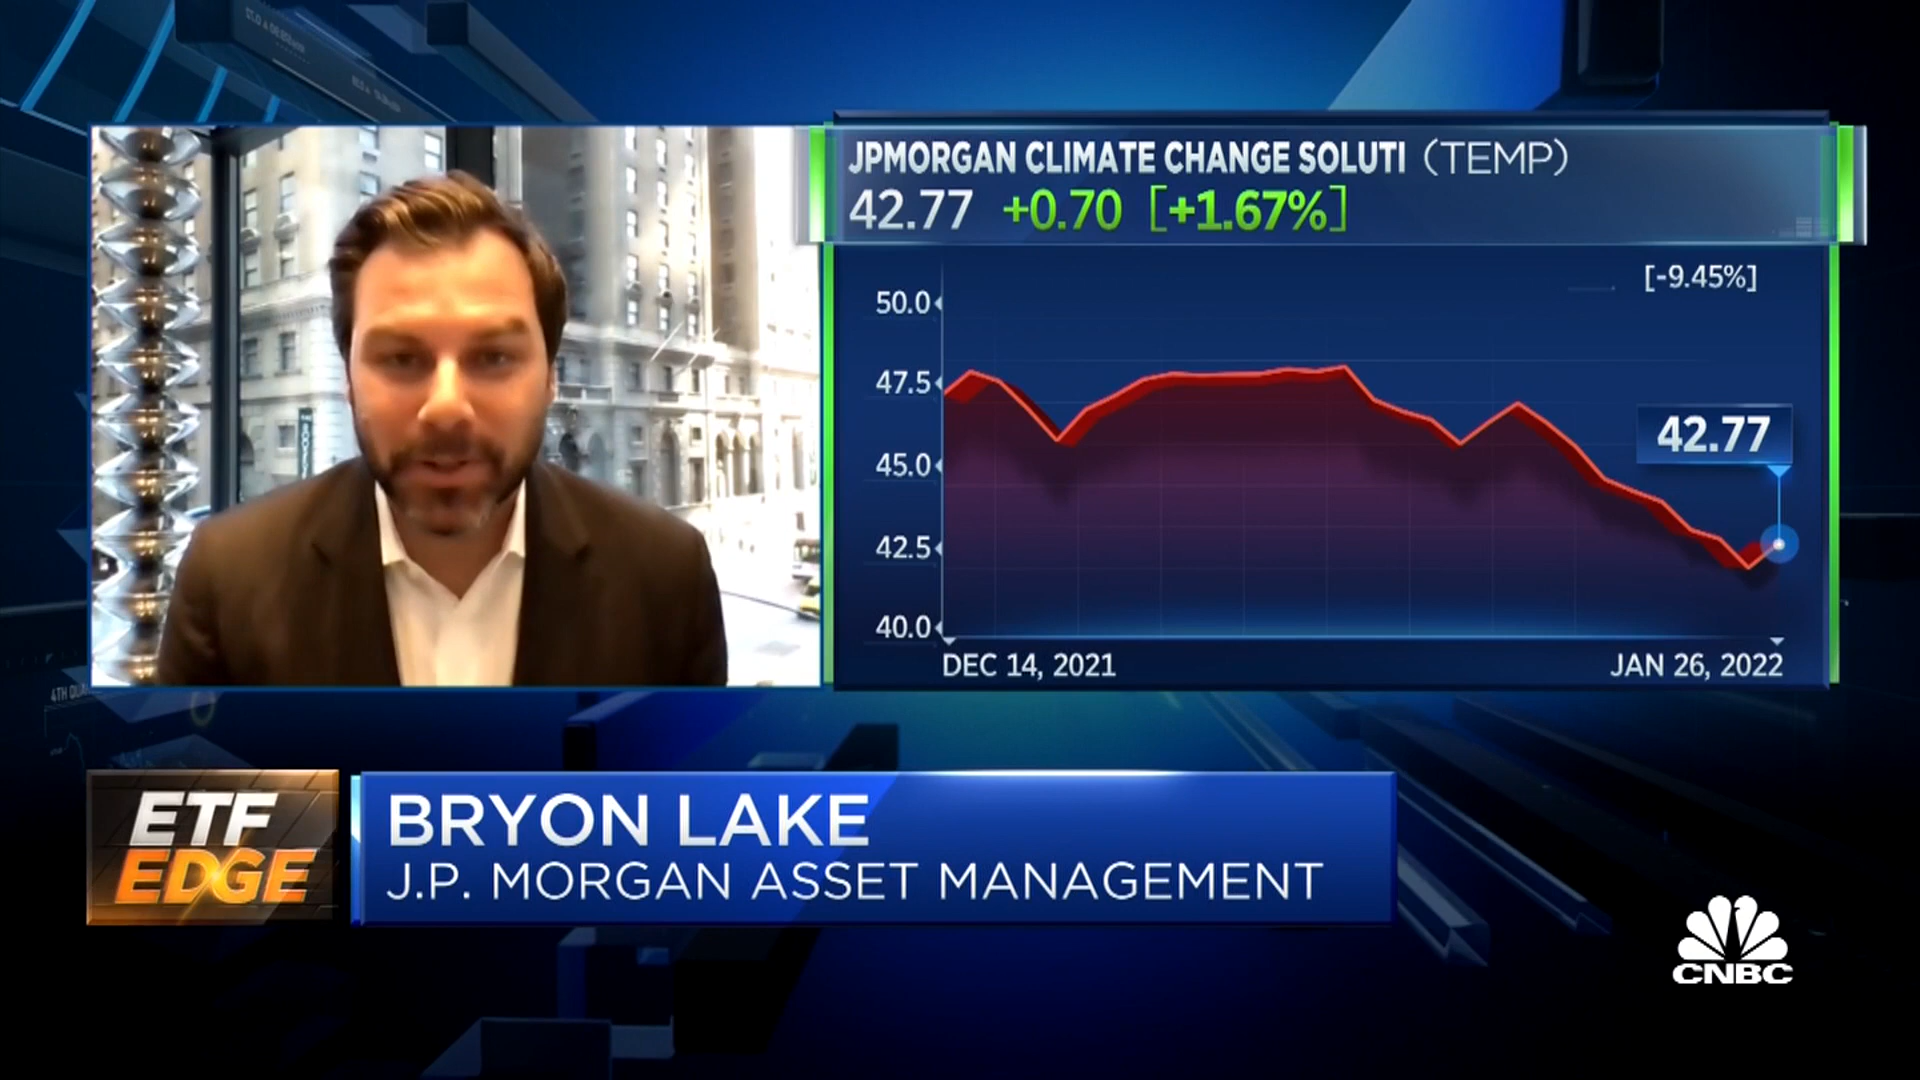 JPMORGAN CLIMATE CHANGE SOLUTI (TEMP)
42.77 +0.70 [+1.67%]
[-9.45%]
50.0
47.5
42.77
45.0
42.5
40.0
DEC 14, 2021 JAN 26, 2022
4TH QUA
ETF
EDGE
BRYON LAKE
J.P. MORGAN ASSET MANAGEMENT
CNBC